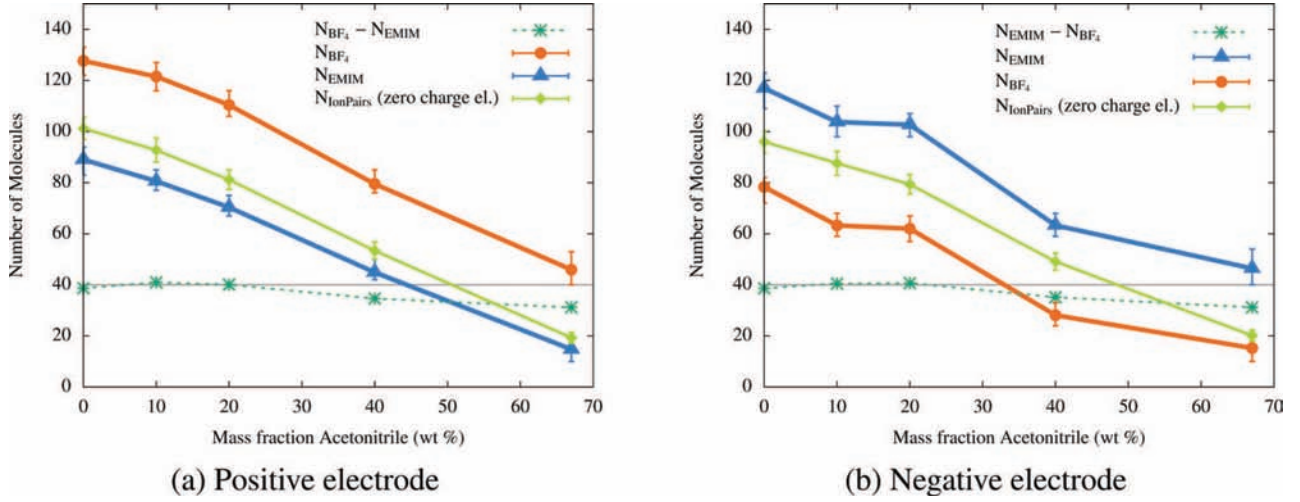 140
120
100
80
60
40
20
0
Number of Molecules
N_BF₄ − N_EMIM
N_BF₄
N_EMIM
N_IonPairs (zero charge el.)
0 10 20 30 40 50 60 70
Mass fraction Acetonitrile (wt %)
(a) Positive electrode
140
120
100
80
60
40
20
0
Number of Molecules
N_EMIM − N_BF₄
N_EMIM
N_BF₄
N_IonPairs (zero charge el.)
0 10 20 30 40 50 60 70
Mass fraction Acetonitrile (wt %)
(b) Negative electrode